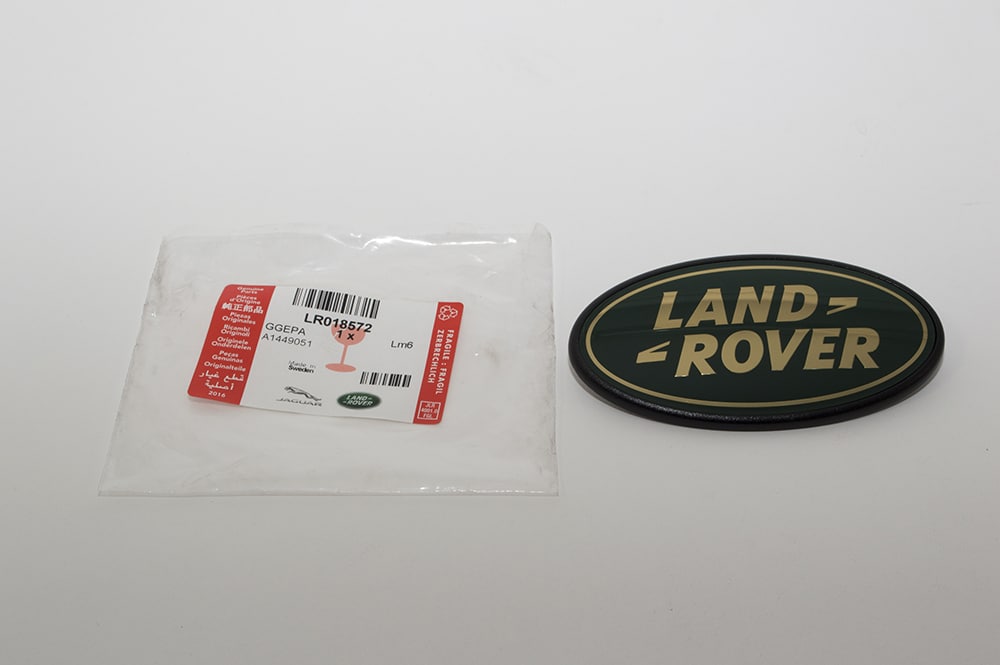 Genuine
Parts
Pièces
d'Origine
純正部品
Piezas
Originales
Ricambi
Originoli
Originele
Onderdelen
Peças
Genuínas
Originalteile
قطع غيار
أصلية
2016
LR018572
1 x
GGEPA
A1449051
Lm6
Made in
Sweden
JAGUAR
LAND
ROVER
FRAGILE : FRAGIL
ZERBRECHLICH
LAND
ROVER